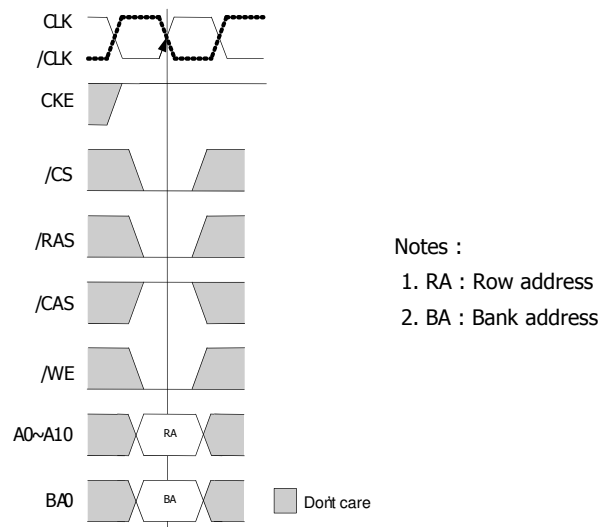 CLK
/CLK
CKE
/CS
/RAS
/CAS
/WE
A0~A10
RA
BA0
BA
Don't care
Notes :
1. RA : Row address
2. BA : Bank address